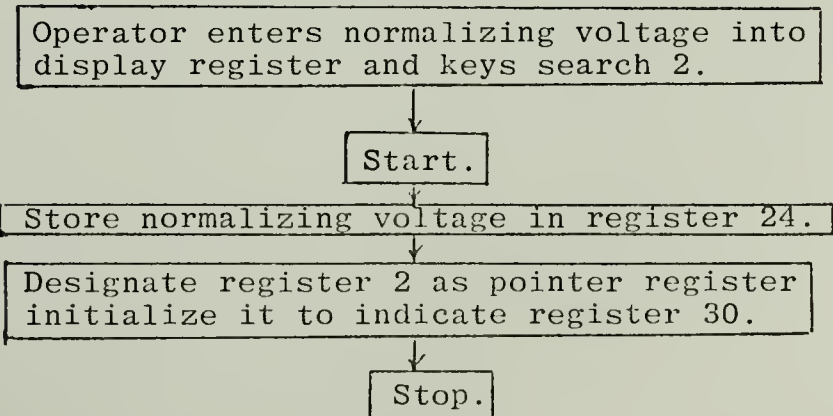 Operator enters normalizing voltage into
display register and keys search 2.
Start.
Store normalizing voltage in register 24.
Designate register 2 as pointer register
initialize it to indicate register 30.
Stop.